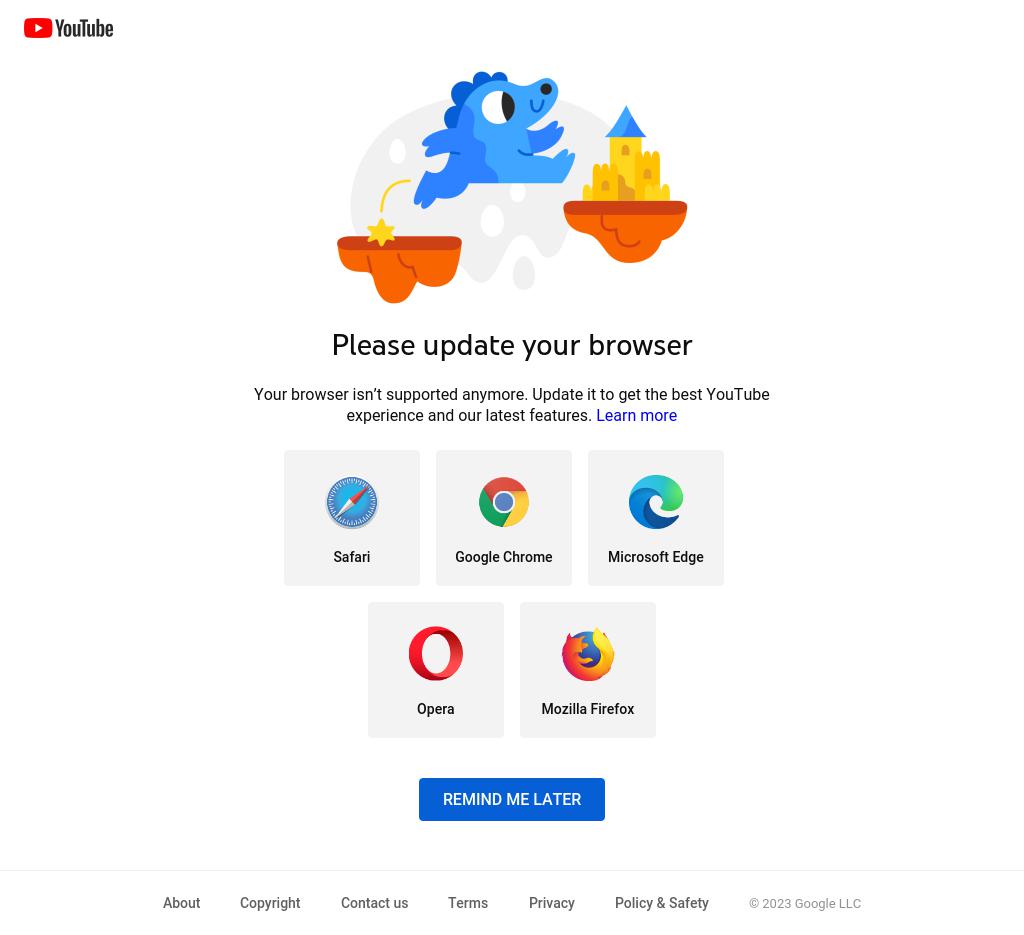 YouTube
Please update your browser
Your browser isn’t supported anymore. Update it to get the best YouTube
experience and our latest features. Learn more
Safari
Google Chrome
Microsoft Edge
Opera
Mozilla Firefox
REMIND ME LATER
About
Copyright
Contact us
Terms
Privacy
Policy & Safety
© 2023 Google LLC